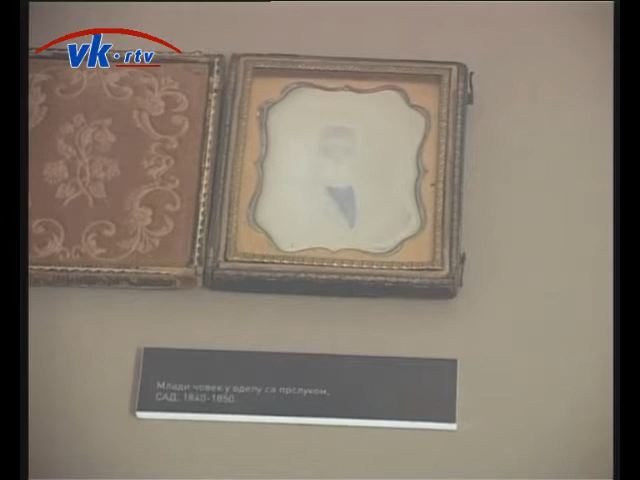 vk·rtv
Млади човек у оделу са прслуком,
САД, 1840-1850